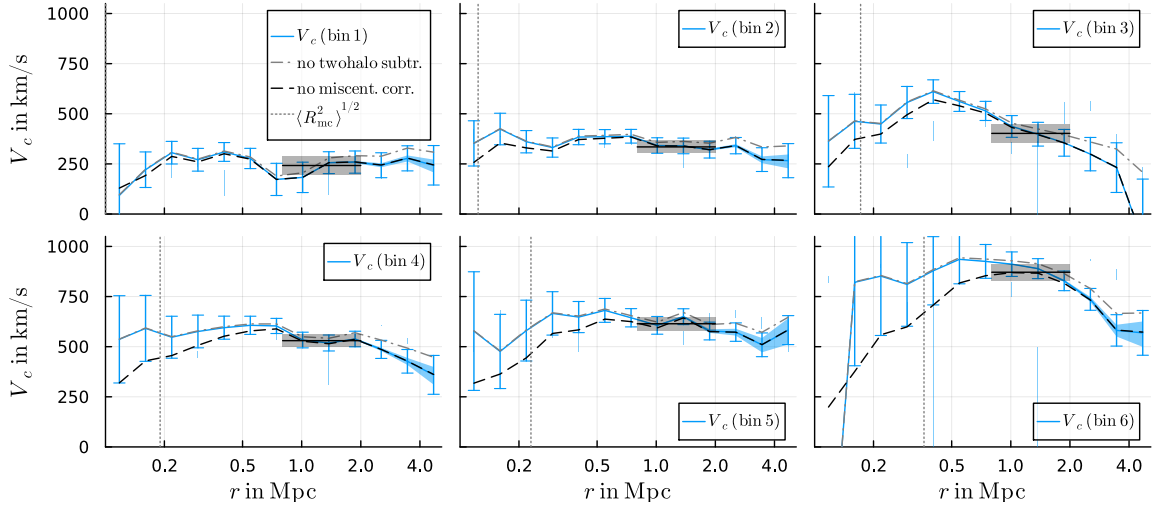 1000
750
500
250
0
V_c in km/s
V_c (bin 1)
no twohalo subtr.
no miscent. corr.
⟨R²_mc⟩^1/2
V_c (bin 2)
V_c (bin 3)
1000
750
500
250
0
V_c in km/s
V_c (bin 4)
V_c (bin 5)
V_c (bin 6)
0.2 0.5 1.0 2.0 4.0
0.2 0.5 1.0 2.0 4.0
0.2 0.5 1.0 2.0 4.0
r in Mpc
r in Mpc
r in Mpc